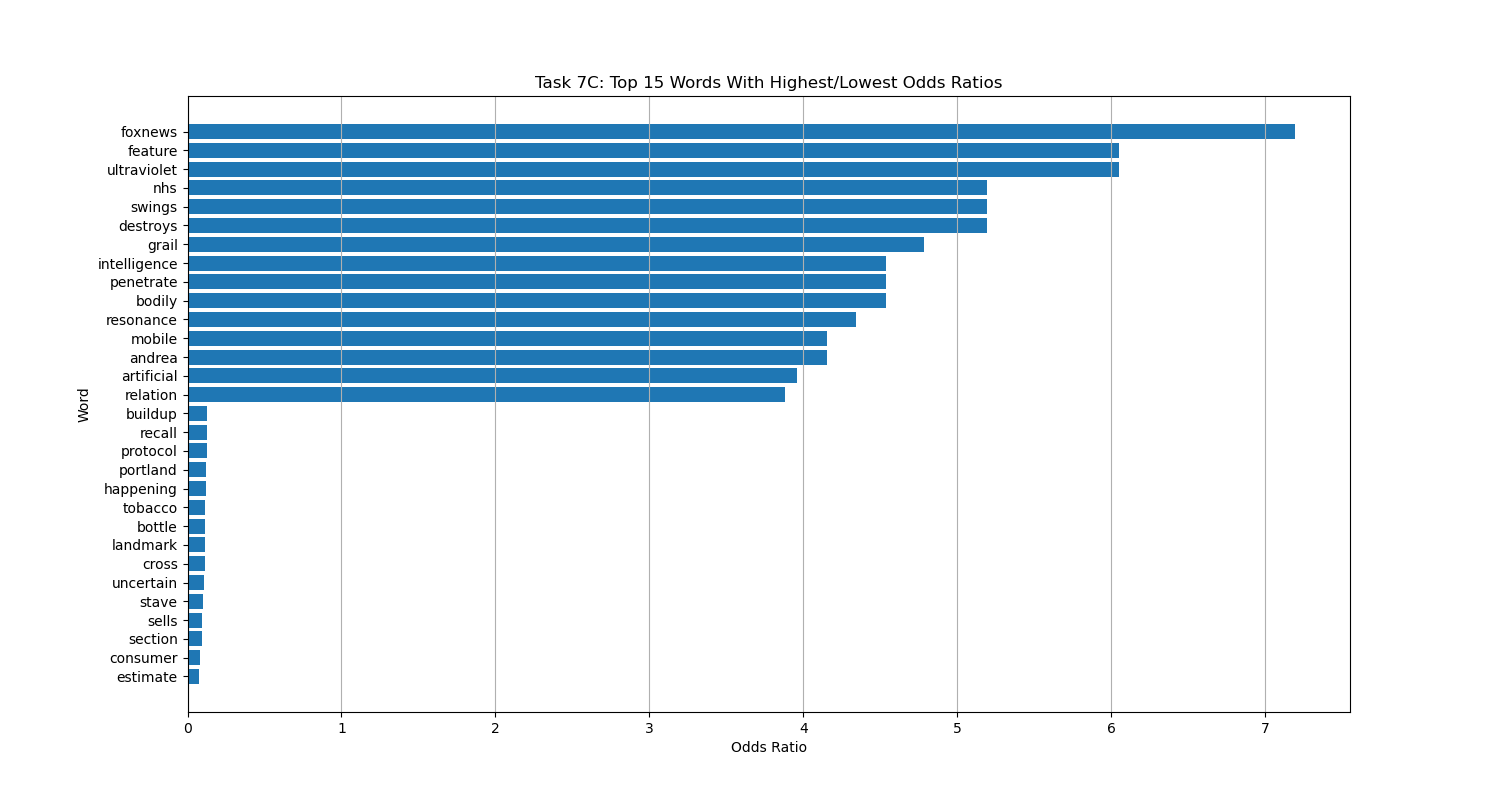 Task 7C: Top 15 Words With Highest/Lowest Odds Ratios
foxnews
feature
ultraviolet
nhs
swings
destroys
grail
intelligence
penetrate
bodily
resonance
mobile
andrea
artificial
relation
buildup
recall
protocol
portland
happening
tobacco
bottle
landmark
cross
uncertain
stave
sells
section
consumer
estimate
Word
0 1 2 3 4 5 6 7
Odds Ratio